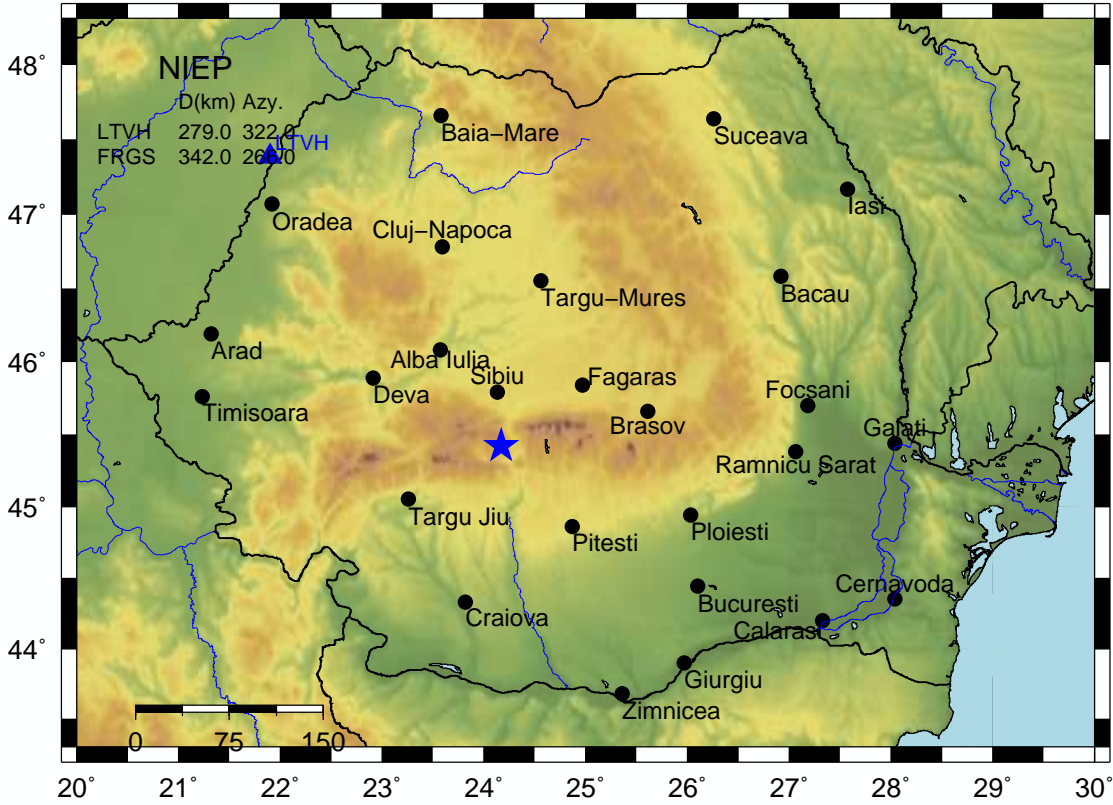 NIEP
D(km) Azy.
LTVH 279.0 322.0
FRGS 342.0 266.0
LTVH
Baia−Mare
Suceava
Iasi
Oradea
Cluj−Napoca
Targu−Mures
Bacau
Arad
Alba Iulia
Sibiu
Fagaras
Deva
Timisoara
Brasov
Focsani
Galati
Ramnicu Sarat
Targu Jiu
Pitesti
Ploiesti
Craiova
Bucuresti
Cernavoda
Calarasi
Giurgiu
Zimnicea
0 75 150
48˚
47˚
46˚
45˚
44˚
20˚ 21˚ 22˚ 23˚ 24˚ 25˚ 26˚ 27˚ 28˚ 29˚ 30˚